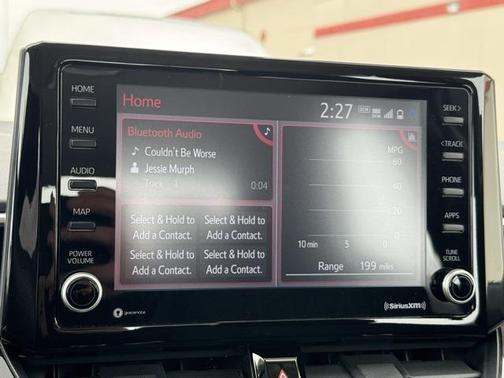 HOME
MENU
AUDIO
MAP
POWER
VOLUME
Home
2:27
DCM
Bluetooth Audio
Couldn't Be Worse
Jessie Murph
Track 1
0:04
Select & Hold to
Add a Contact.
Select & Hold to
Add a Contact.
Select & Hold to
Add a Contact.
Select & Hold to
Add a Contact.
MPG
60
40
20
0
10 min
5
0
Range 199 miles
SEEK>
<TRACK
PHONE
APPS
TUNE
SCROLL
gracenote
SiriusXM